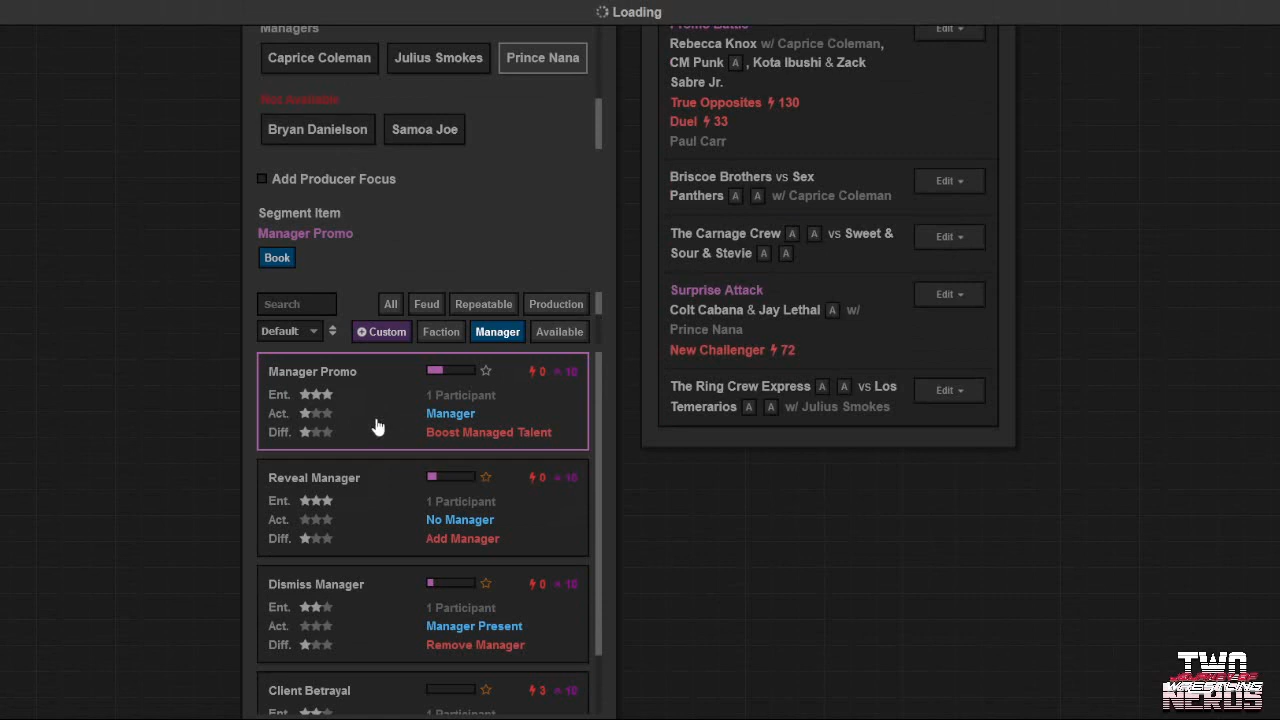 Loading
Managers
Caprice Coleman
Julius Smokes
Prince Nana
Not Available
Bryan Danielson
Samoa Joe
Add Producer Focus
Segment Item
Manager Promo
Book
Search
All
Feud
Repeatable
Production
Default
Custom
Faction
Manager
Available
Manager Promo
0
10
Ent.
1 Participant
Act.
Manager
Diff.
Boost Managed Talent
Reveal Manager
0
10
Ent.
1 Participant
Act.
No Manager
Diff.
Add Manager
Dismiss Manager
0
10
Ent.
1 Participant
Act.
Manager Present
Diff.
Remove Manager
Client Betrayal
3
10
Ent.
Promo Battle
Edit
Rebecca Knox w/ Caprice Coleman,
CM Punk A , Kota Ibushi & Zack
Sabre Jr.
True Opposites 130
Duel 33
Paul Carr
Briscoe Brothers vs Sex
Panthers A A w/ Caprice Coleman
Edit
The Carnage Crew A A vs Sweet &
Sour & Stevie A A
Edit
Surprise Attack
Colt Cabana & Jay Lethal A w/
Prince Nana
New Challenger 72
Edit
The Ring Crew Express A A vs Los
Temerarios A A w/ Julius Smokes
Edit
TWO
WRESTLING
NERDS